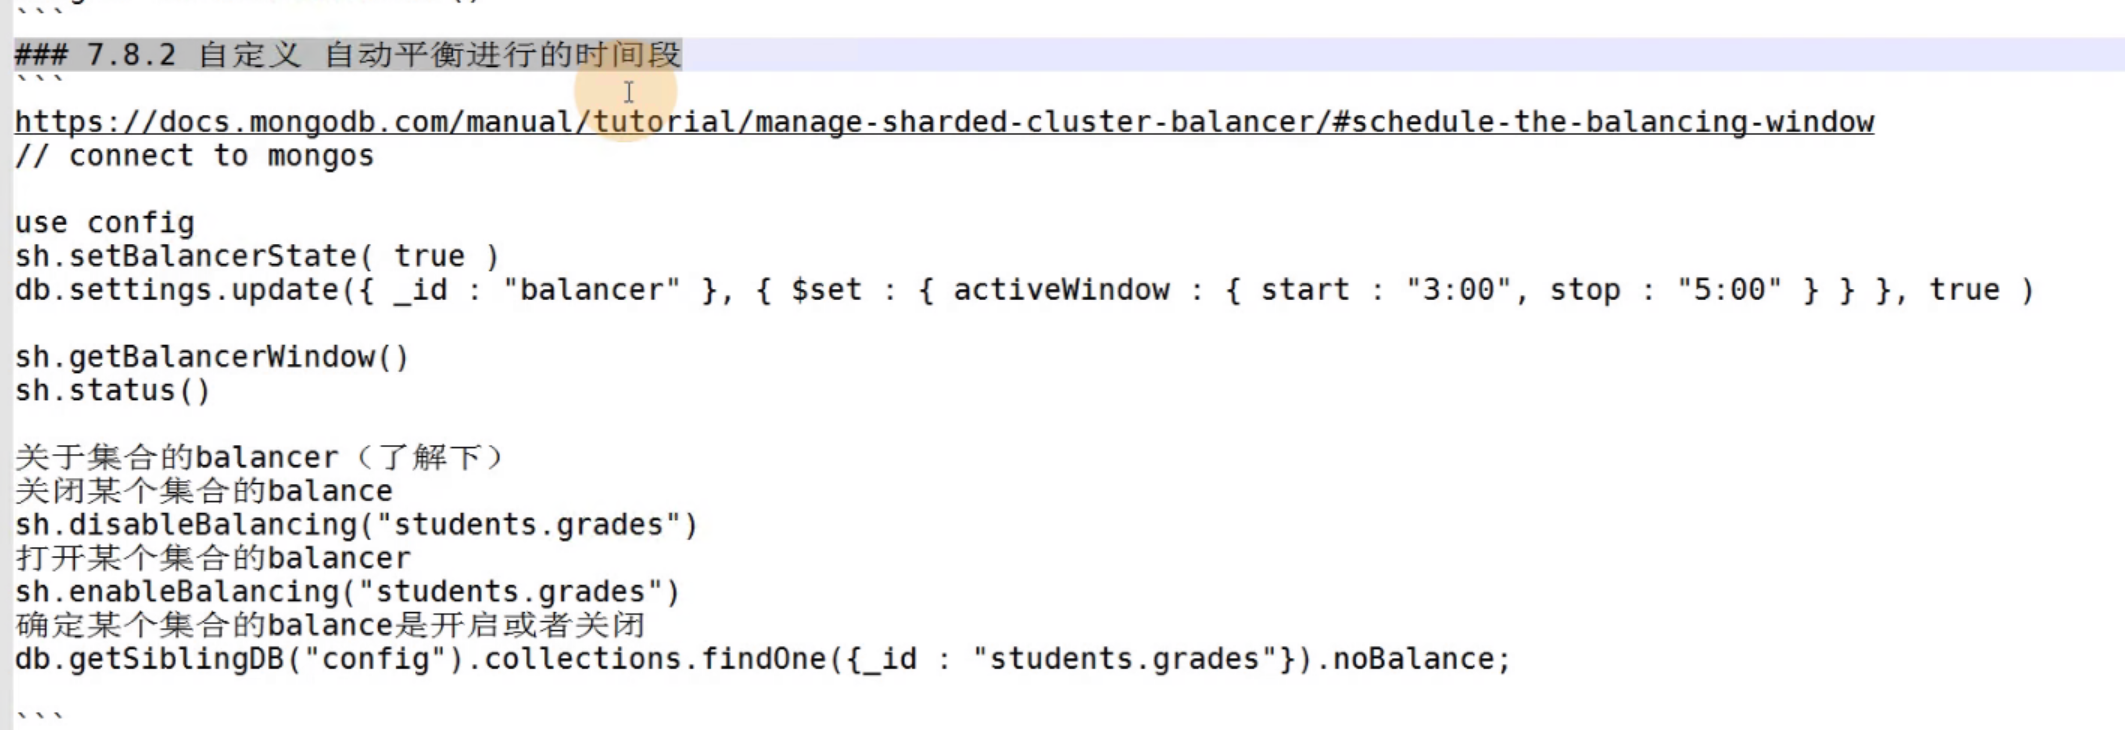 ```
### 7.8.2 自定义 自动平衡进行的时间段
```
https://docs.mongodb.com/manual/tutorial/manage-sharded-cluster-balancer/#schedule-the-balancing-window
// connect to mongos
use config
sh.setBalancerState( true )
db.settings.update({ _id : "balancer" }, { $set : { activeWindow : { start : "3:00", stop : "5:00" } } }, true )
sh.getBalancerWindow()
sh.status()
关于集合的balancer（了解下）
关闭某个集合的balance
sh.disableBalancing("students.grades")
打开某个集合的balancer
sh.enableBalancing("students.grades")
确定某个集合的balance是开启或者关闭
db.getSiblingDB("config").collections.findOne({_id : "students.grades"}).noBalance;
```